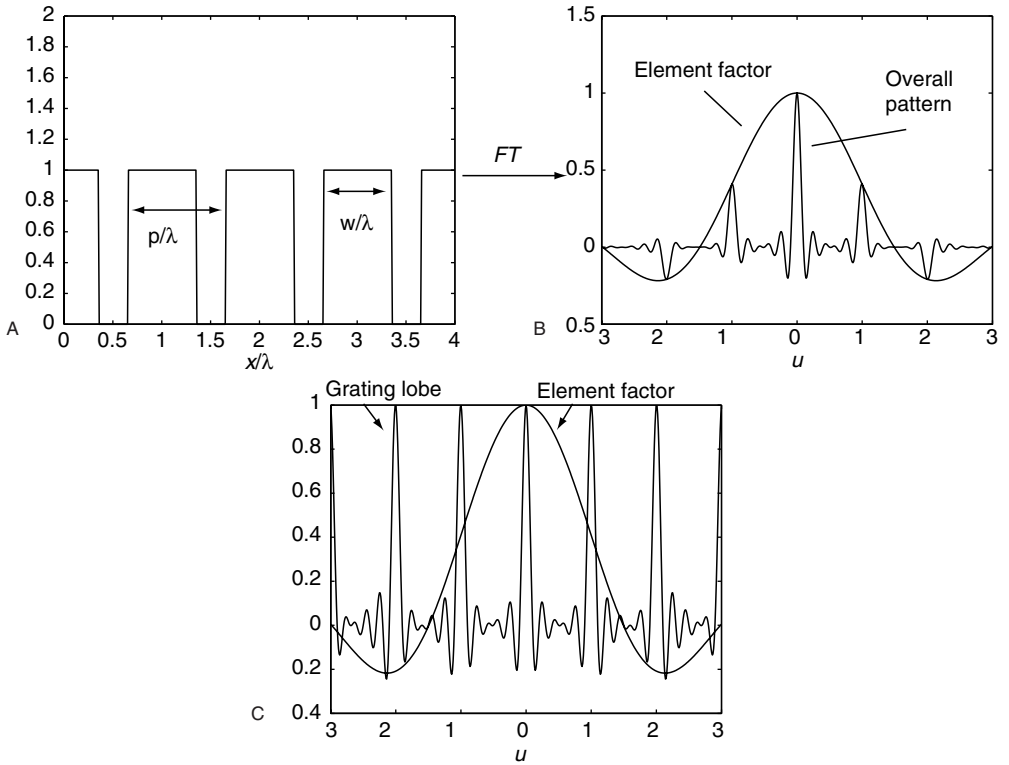 2
1.8
1.6
1.4
1.2
1
0.8
0.6
0.4
0.2
0
p/λ
w/λ
0 0.5 1 1.5 2 2.5 3 3.5 4
x/λ
A
FT
1.5
1
0.5
0
0.5
Element factor
Overall
pattern
3 2 1 0 1 2 3
u
B
Grating lobe
Element factor
1
0.8
0.6
0.4
0.2
0
0.2
0.4
3 2 1 0 1 2 3
u
C